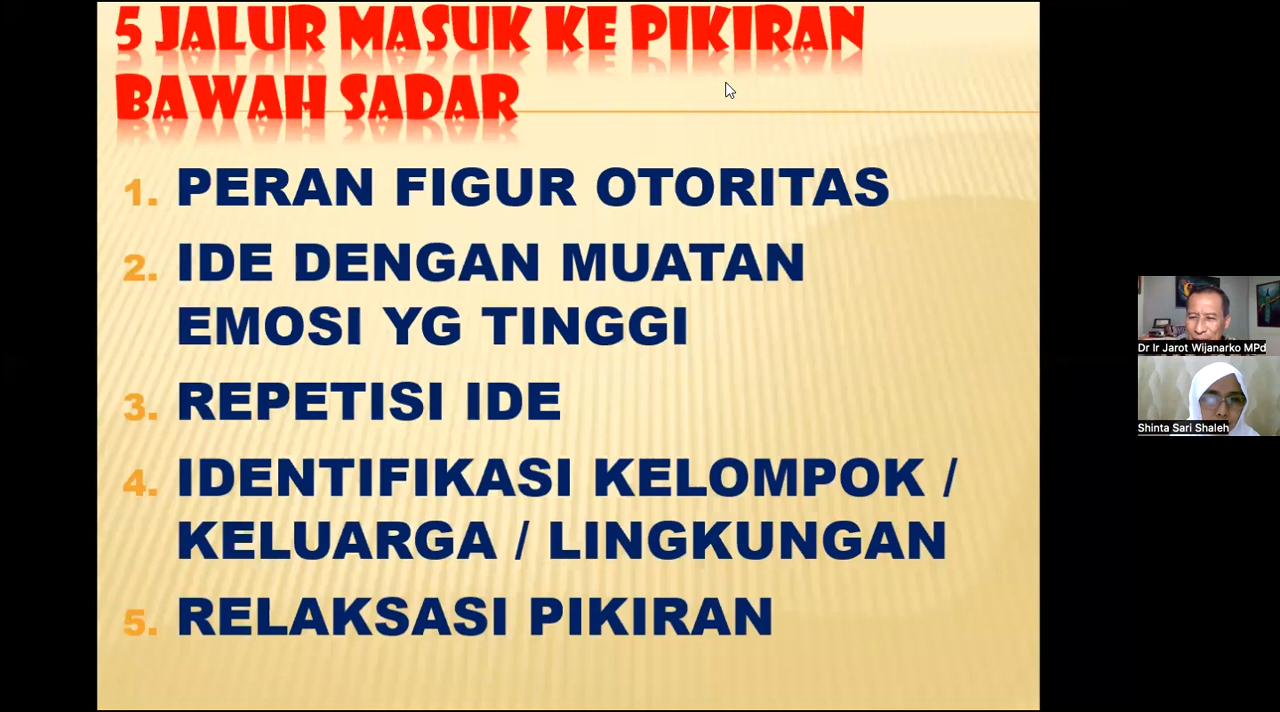 5 JALUR MASUK KE PIKIRAN
BAWAH SADAR
1. PERAN FIGUR OTORITAS
2. IDE DENGAN MUATAN
EMOSI YG TINGGI
3. REPETISI IDE
4. IDENTIFIKASI KELOMPOK /
KELUARGA / LINGKUNGAN
5. RELAKSASI PIKIRAN
Dr Ir Jarot Wijanarko MPd
Shinta Sari Shaleh